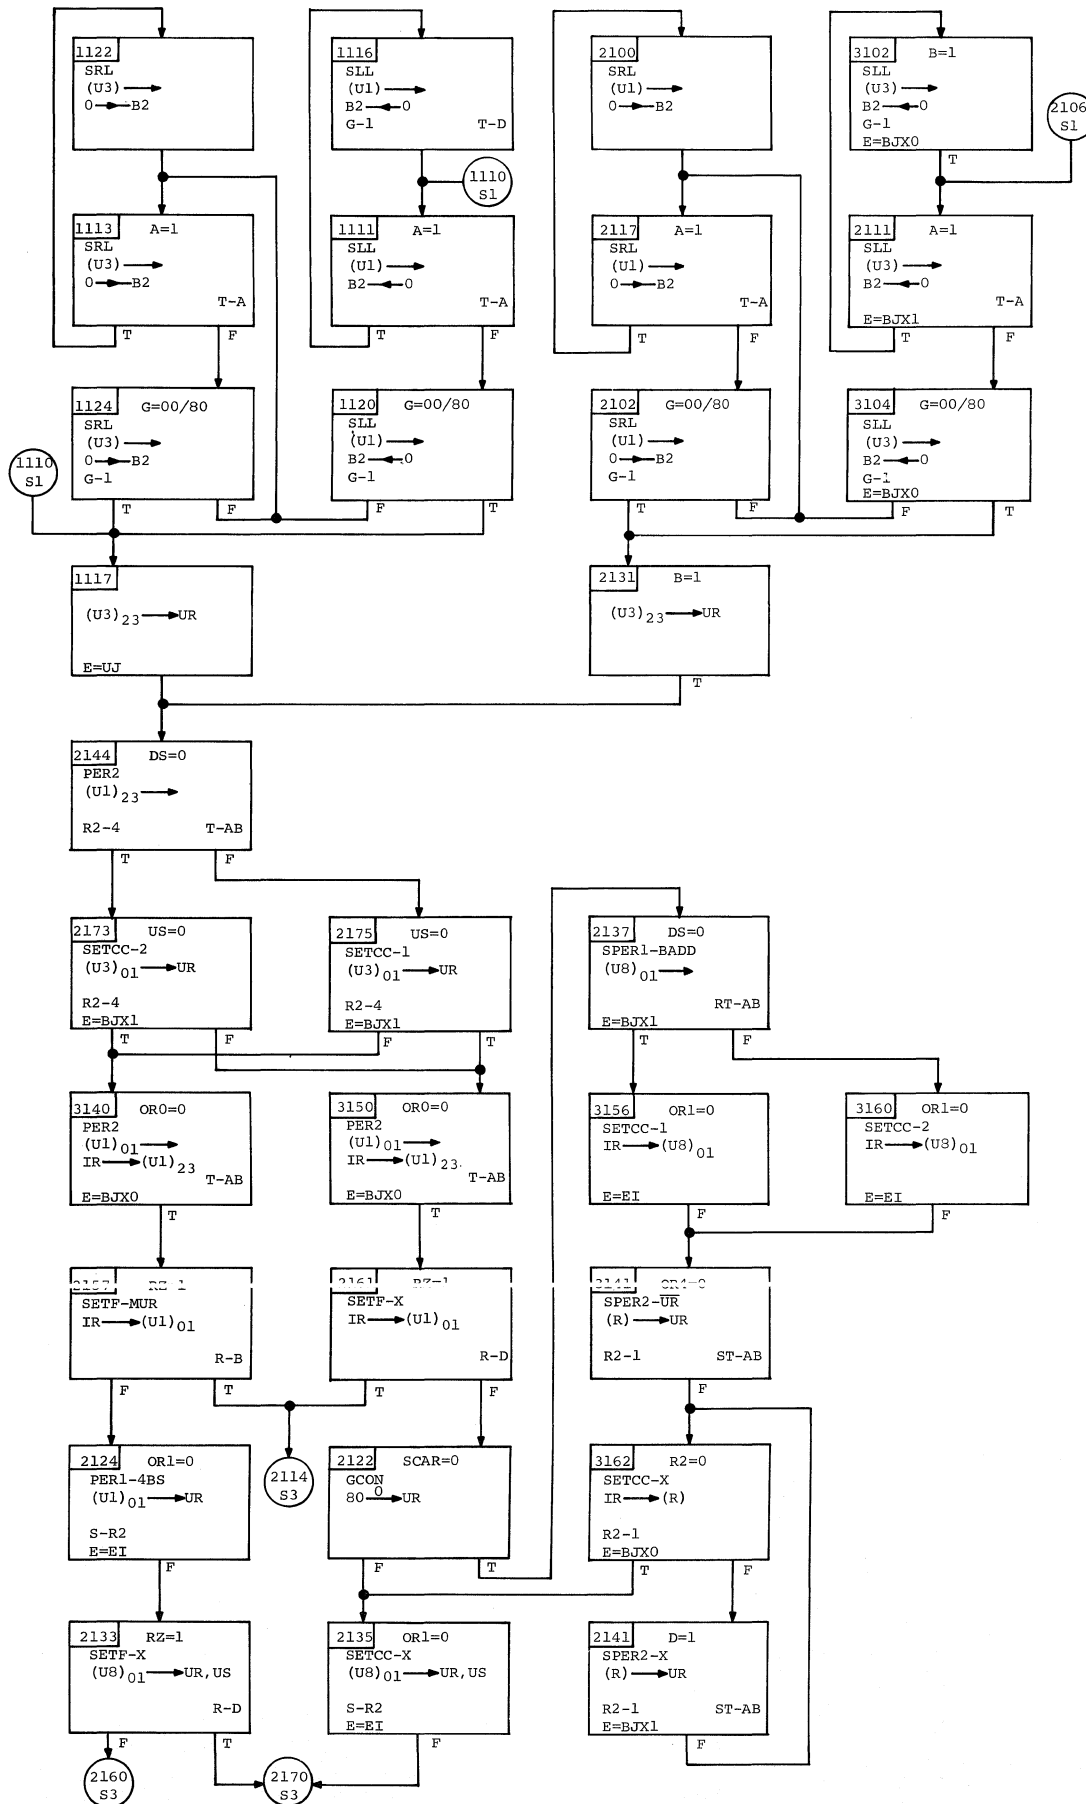 1122
SRL
(U3)
0 B2
1116
SLL
(U1)
B2 0
G-1 T-D
2100
SRL
(U1)
0 B2
3102 B=1
SLL
(U3)
B2 0
G-1
E=BJX0
T
2106
S1
1110
S1
1113 A=1
SRL
(U3)
0 B2
T-A
T F
1111 A=1
SLL
(U1)
B2 0
T-A
T F
2117 A=1
SRL
(U1)
0 B2
T-A
T F
2111 A=1
SLL
(U3)
B2 0
T-A
E=BJX1
T F
1124 G=00/80
SRL
(U3)
0 B2
G-1
T F
1120 G=00/80
SLL
(U1)
B2 0
G-1
F T
2102 G=00/80
SRL
(U1)
0 B2
G-1
T F
3104 G=00/80
SLL
(U3)
B2 0
G-1
E=BJX0
F T
1110
S1
1117
(U3)23 UR
E=UJ
2131 B=1
(U3)23 UR
T
2144 DS=0
PER2
(U1)23
R2-4 T-AB
T F
2173 US=0
SETCC-2
(U3)01 UR
R2-4
E=BJX1
T F
2175 US=0
SETCC-1
(U3)01 UR
R2-4
E=BJX1
F T
2137 DS=0
SPER1-BADD
(U8)01
RT-AB
E=BJX1
T F
3140 OR0=0
PER2
(U1)01
IR (U1)23
T-AB
E=BJX0
T
3150 OR0=0
PER2
(U1)01
IR (U1)23
T-AB
E=BJX0
T
3156 OR1=0
SETCC-1
IR (U8)01
E=EI
F
3160 OR1=0
SETCC-2
IR (U8)01
E=EI
F
2157 RZ=1
SETF-MUR
IR (U1)01
R-B
F T
2161 RZ=1
SETF-X
IR (U1)01
R-D
T F
3141 OR4=0
SPER2-UR
(R) UR
R2-1 ST-AB
F
2124 OR1=0
PER1-4BS
(U1)01 UR
S-R2
E=EI
F
2114
S3
2122 SCAR=0
GCON
80 0 UR
F T
3162 R2=0
SETCC-X
IR (R)
R2-1
E=BJX0
T F
2133 RZ=1
SETF-X
(U8)01 UR,US
R-D
F T
2135 OR1=0
SETCC-X
(U8)01 UR,US
S-R2
E=EI
F
2141 D=1
SPER2-X
(R) UR
R2-1 ST-AB
E=BJX1
F
2160
S3
2170
S3